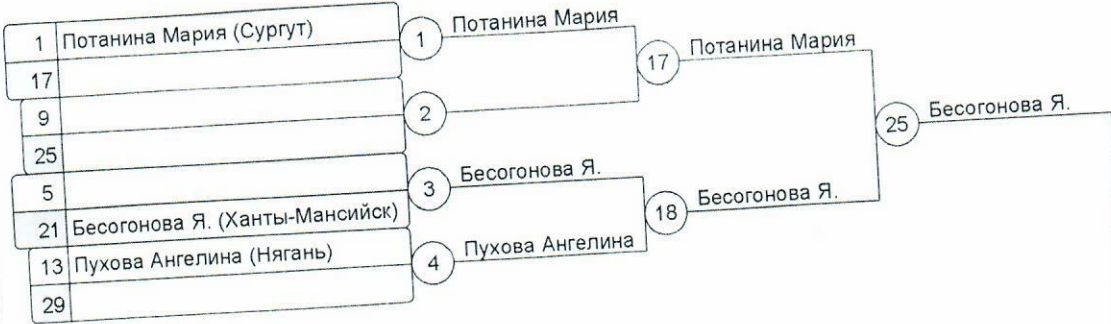 1 Потанина Мария (Сургут)
17
9
25
5
21 Бесогонова Я. (Ханты-Мансийск)
13 Пухова Ангелина (Нягань)
29
1 Потанина Мария
2
3 Бесогонова Я.
4 Пухова Ангелина
17 Потанина Мария
18 Бесогонова Я.
25 Бесогонова Я.